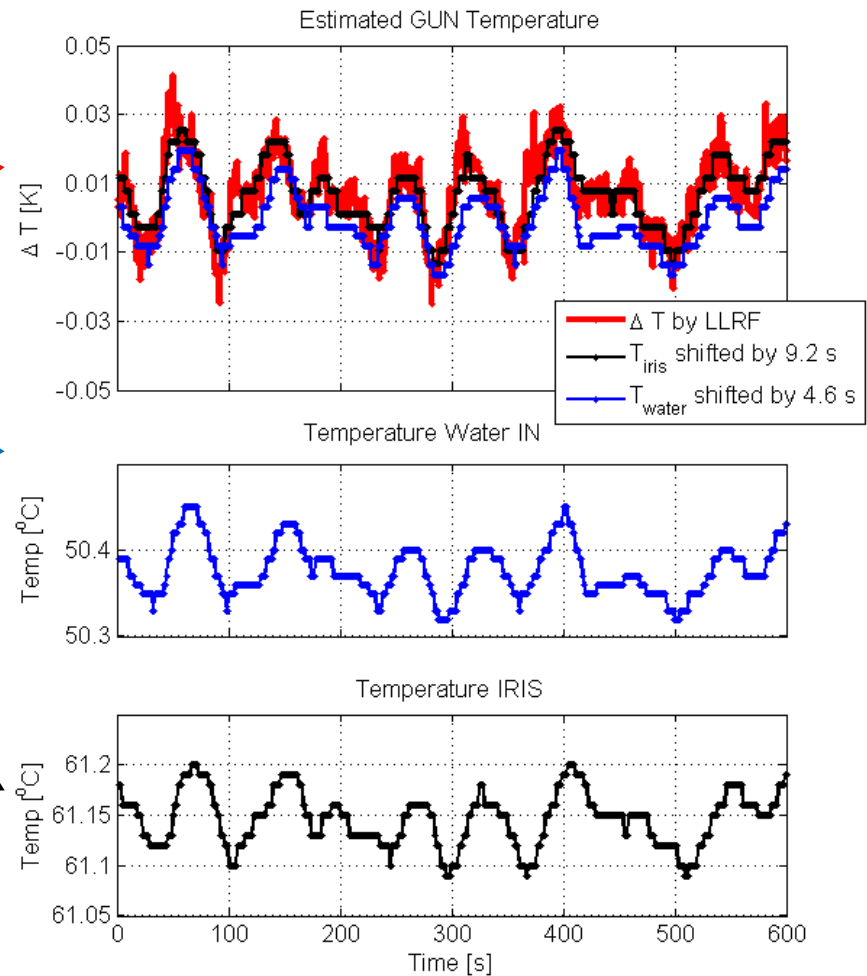 Estimated GUN Temperature
0.05
0.03
0.01
-0.01
-0.03
-0.05
Δ T [K]
Δ T by LLRF
T_iris shifted by 9.2 s
T_water shifted by 4.6 s
Temperature Water IN
50.4
50.3
Temp [⁰C]
Temperature IRIS
61.2
61.15
61.1
61.05
Temp [⁰C]
0 100 200 300 400 500 600
Time [s]